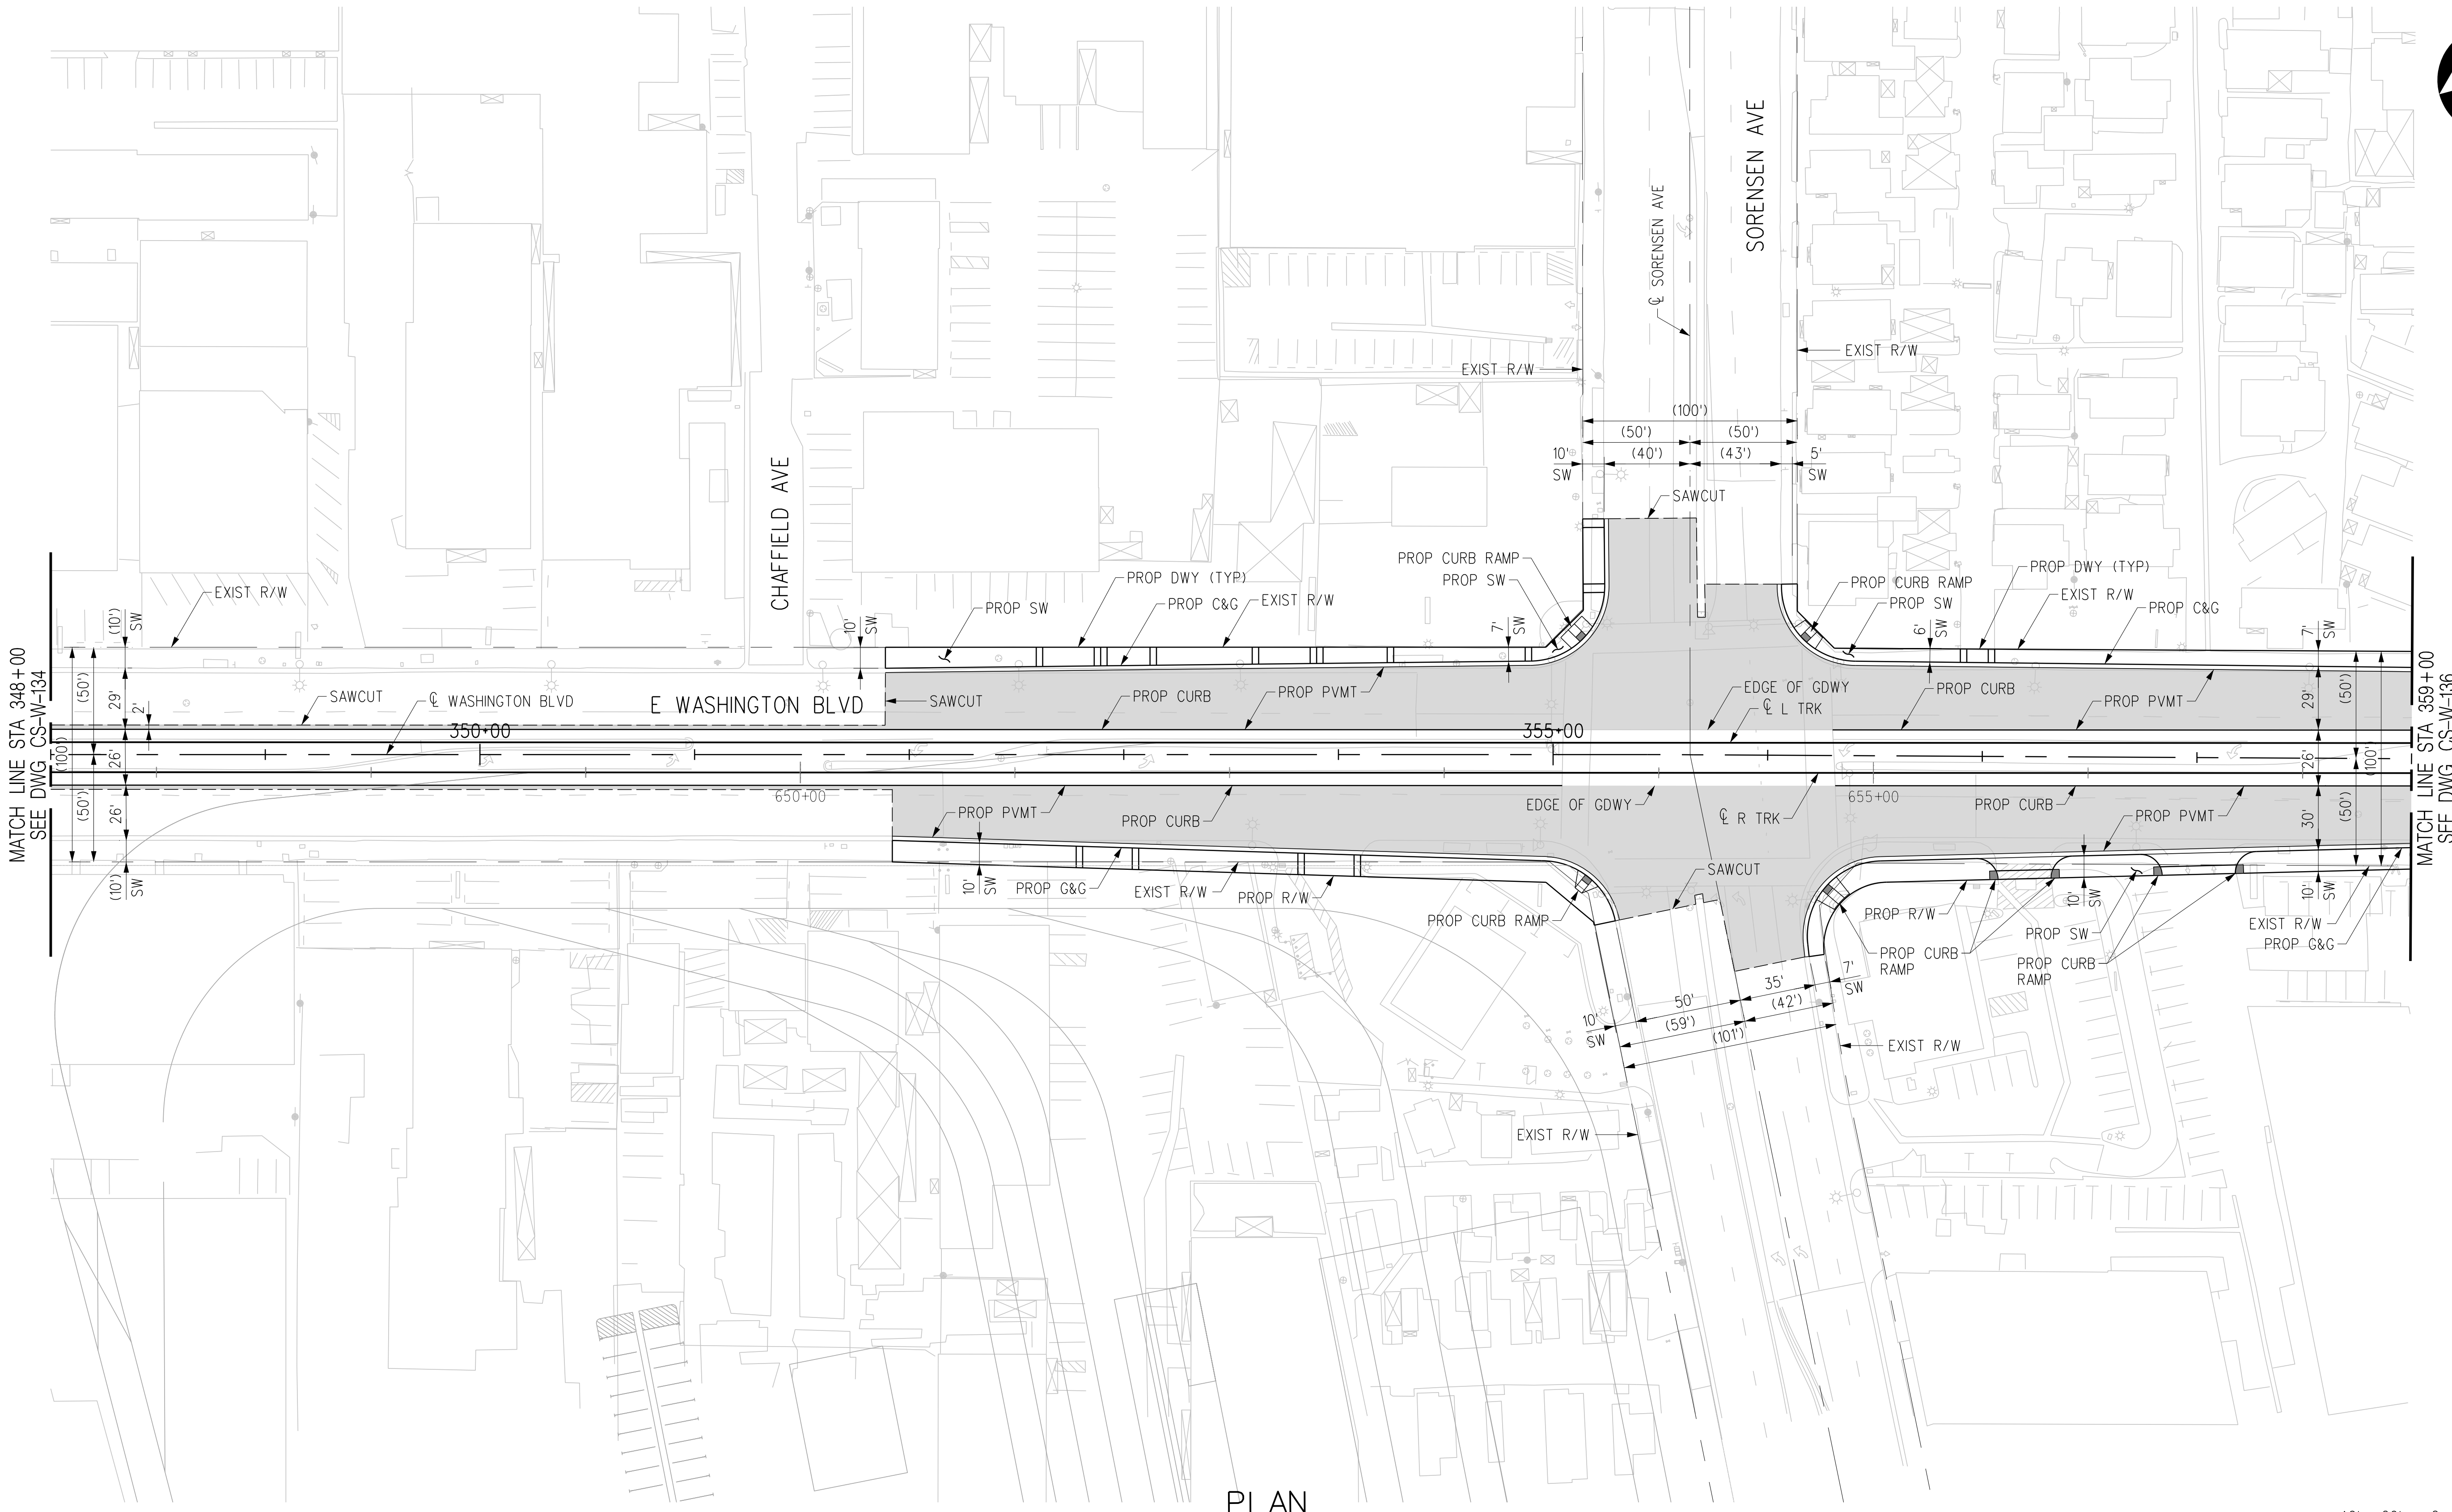 SORENSEN AVE
℄ SORENSEN AVE
EXIST R/W
EXIST R/W
(100')
(50')
(50')
10'
SW
(40')
(43')
5'
SW
SAWCUT
CHAFFIELD AVE
PROP CURB RAMP
PROP SW
PROP DWY (TYP)
PROP C&G
EXIST R/W
PROP SW
PROP CURB RAMP
PROP SW
PROP DWY (TYP)
EXIST R/W
PROP C&G
EXIST R/W
(10')
SW
10'
SW
7'
SW
6'
SW
7'
SW
MATCH LINE STA 348+00
SEE DWG CS-W-134
(100')
(50')
(50')
29'
2'
26'
26'
(10')
SW
SAWCUT
℄ WASHINGTON BLVD
E WASHINGTON BLVD
SAWCUT
PROP CURB
PROP PVMT
EDGE OF GDWY
℄ L TRK
PROP CURB
PROP PVMT
350+00
355+00
650+00
655+00
PROP PVMT
PROP CURB
EDGE OF GDWY
℄ R TRK
PROP CURB
PROP PVMT
29'
26'
30'
(50')
(50')
(100')
10'
SW
MATCH LINE STA 359+00
SEE DWG CS-W-136
10'
SW
PROP G&G
EXIST R/W
PROP R/W
PROP CURB RAMP
SAWCUT
PROP R/W
PROP CURB
RAMP
10'
SW
PROP SW
PROP CURB
RAMP
EXIST R/W
PROP G&G
10'
SW
50'
35'
7'
SW
(59')
(42')
(101')
EXIST R/W
EXIST R/W
PLAN